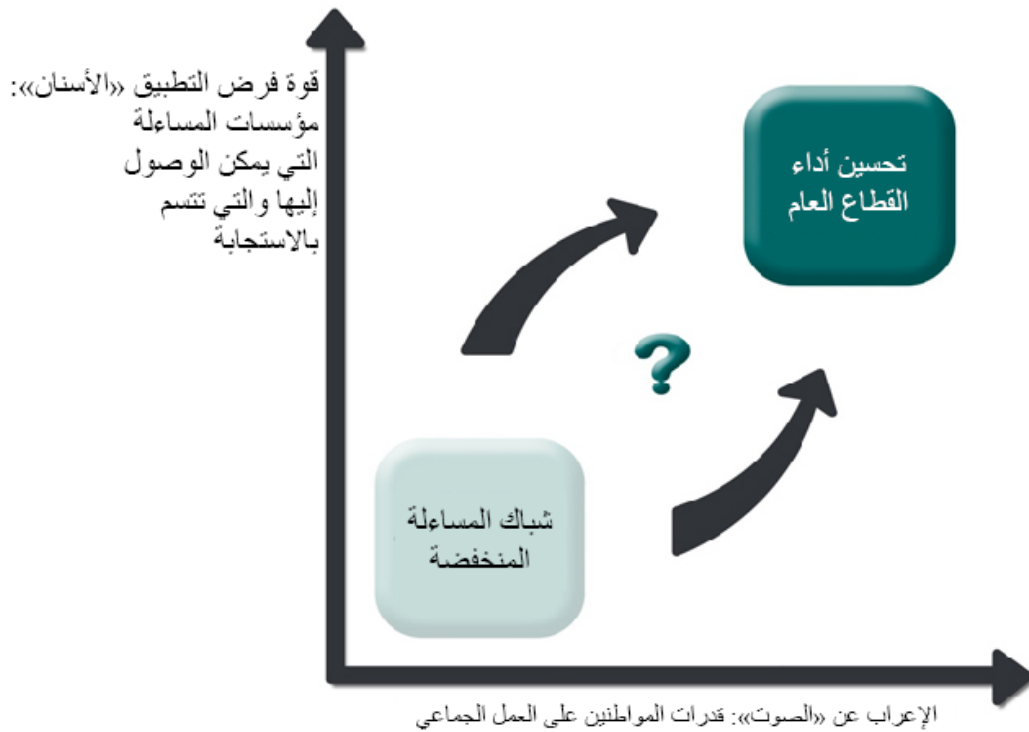 قوة فرض التطبيق «الأسنان»:
مؤسسات المساءلة
التي يمكن الوصول
إليها والتي تتسم
بالاستجابة
تحسين أداء
القطاع العام
?
شباك المساءلة
المنخفضة
الإعراب عن «الصوت»: قدرات المواطنين على العمل الجماعي